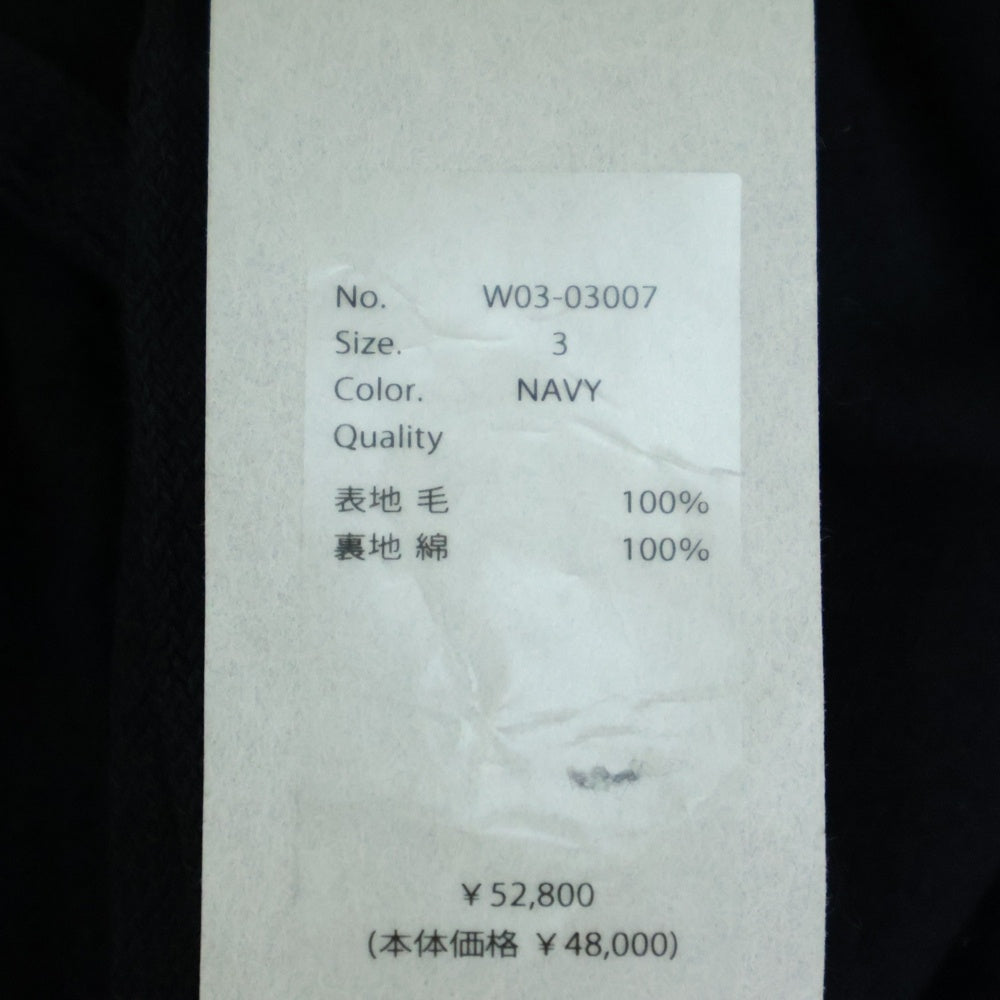 No. W03-03007
Size. 3
Color. NAVY
Quality
表地 毛 100%
裏地 綿 100%
¥52,800
(本体価格 ¥48,000)